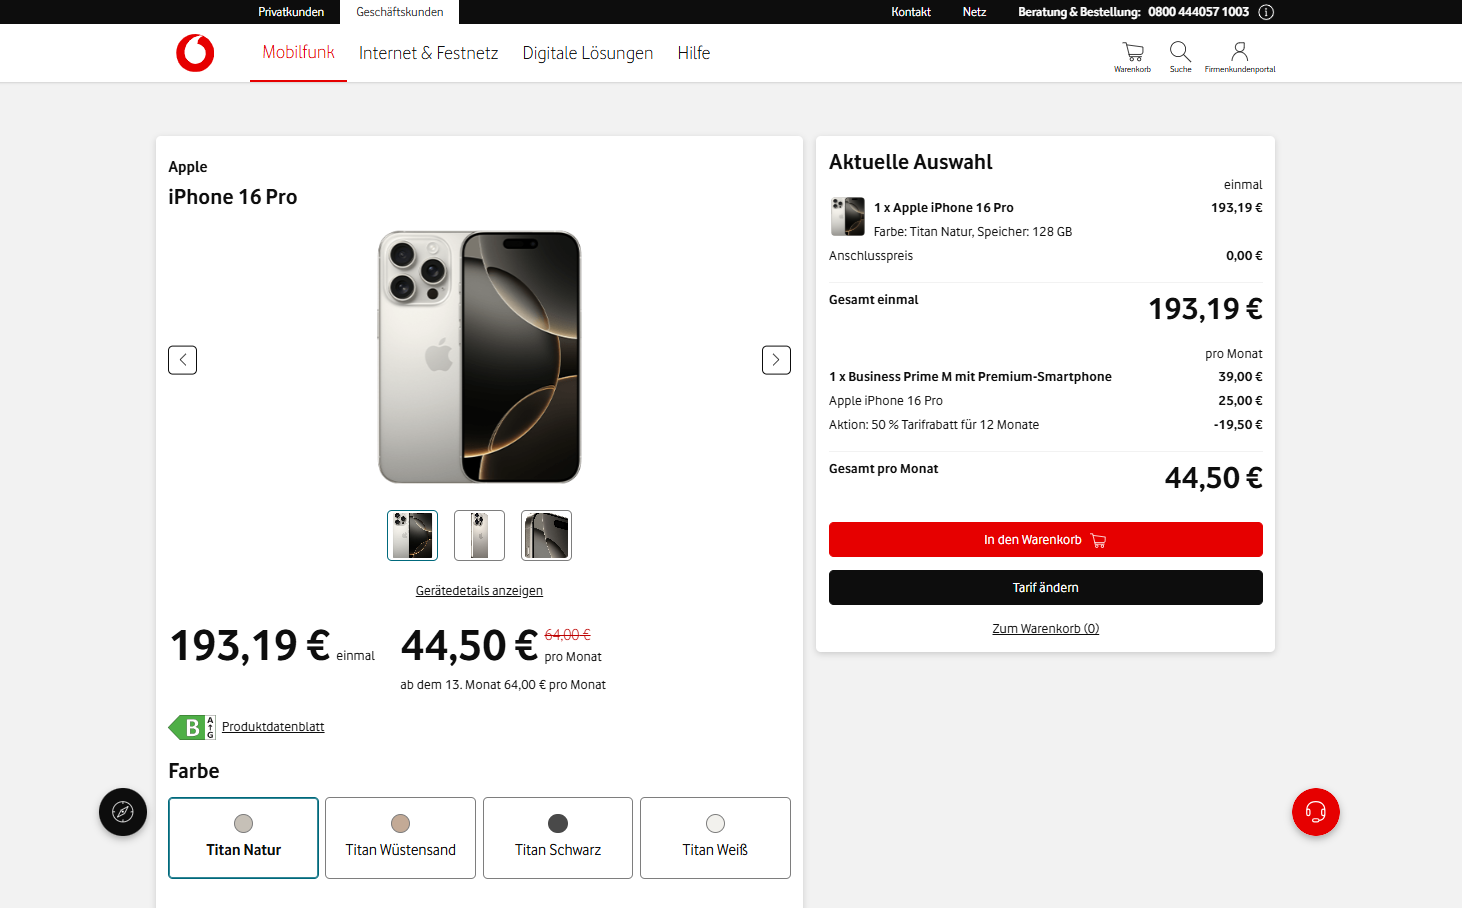 Privatkunden
Geschäftskunden
Kontakt
Netz
Beratung & Bestellung: 0800 444057 1003
Mobilfunk
Internet & Festnetz
Digitale Lösungen
Hilfe
Warenkorb
Suche
Firmenkundenportal
Apple
iPhone 16 Pro
Gerätedetails anzeigen
193,19 € einmal
44,50 € 64,00 € pro Monat
ab dem 13. Monat 64,00 € pro Monat
B A G
Produktdatenblatt
Farbe
Titan Natur
Titan Wüstensand
Titan Schwarz
Titan Weiß
Aktuelle Auswahl
einmal
1 x Apple iPhone 16 Pro 193,19 €
Farbe: Titan Natur, Speicher: 128 GB
Anschlusspreis 0,00 €
Gesamt einmal 193,19 €
pro Monat
1 x Business Prime M mit Premium-Smartphone 39,00 €
Apple iPhone 16 Pro 25,00 €
Aktion: 50 % Tarifrabatt für 12 Monate -19,50 €
Gesamt pro Monat 44,50 €
In den Warenkorb
Tarif ändern
Zum Warenkorb (0)